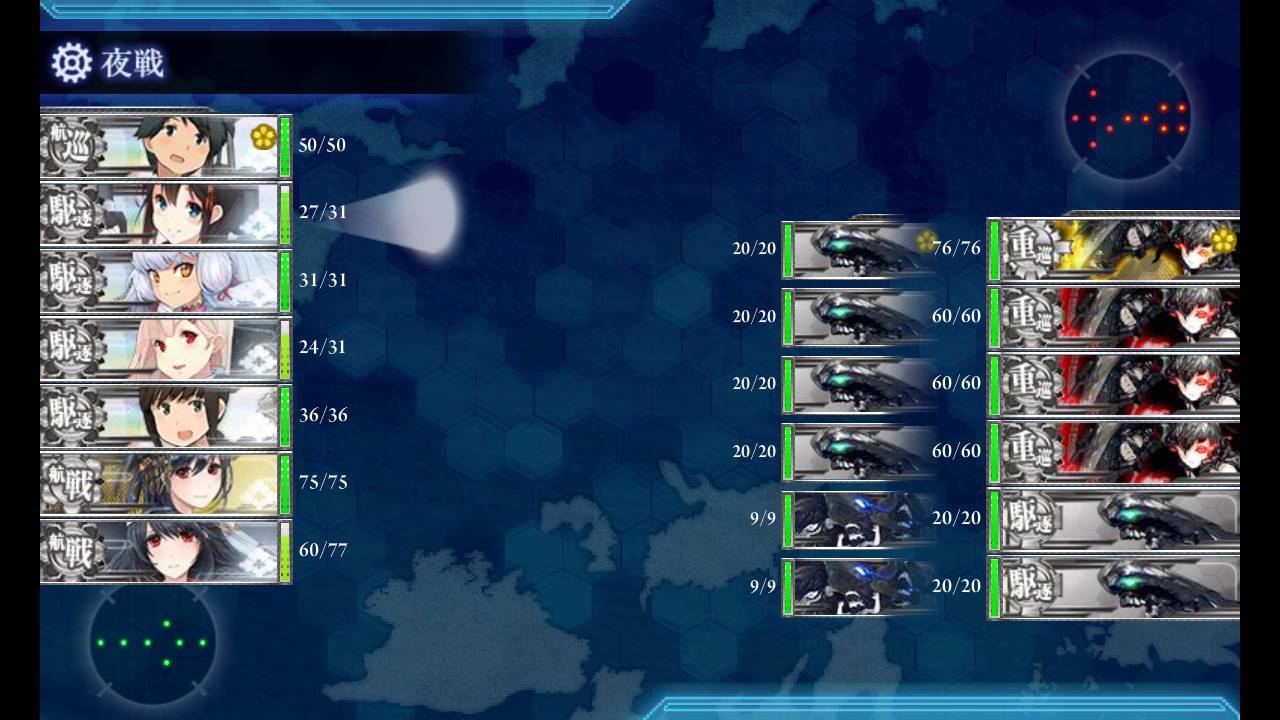 夜戦
航巡 50/50
駆逐 27/31
駆逐 31/31
駆逐 24/31
駆逐 36/36
航戦 75/75
航戦 60/77
20/20 76/76 重巡
20/20 60/60 重巡
20/20 60/60 重巡
20/20 60/60 重巡
9/9 20/20 駆逐
9/9 20/20 駆逐